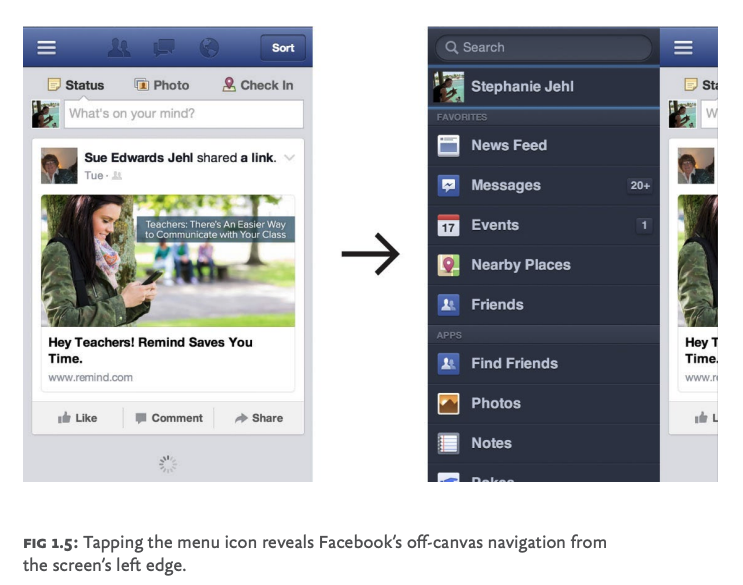 Sort
Status
Photo
Check In
What's on your mind?
Sue Edwards Jehl shared a link.
Tue ·
Teachers: There's An Easier Way
to Communicate with Your Class
Hey Teachers! Remind Saves You
Time.
www.remind.com
Like
Comment
Share
Search
Stephanie Jehl
FAVORITES
News Feed
Messages
20+
17
Events
1
Nearby Places
Friends
APPS
Find Friends
Photos
Notes
Pokes
Sta
W
Hey T
Time.
www.re
L
FIG 1.5: Tapping the menu icon reveals Facebook's off-canvas navigation from
the screen's left edge.